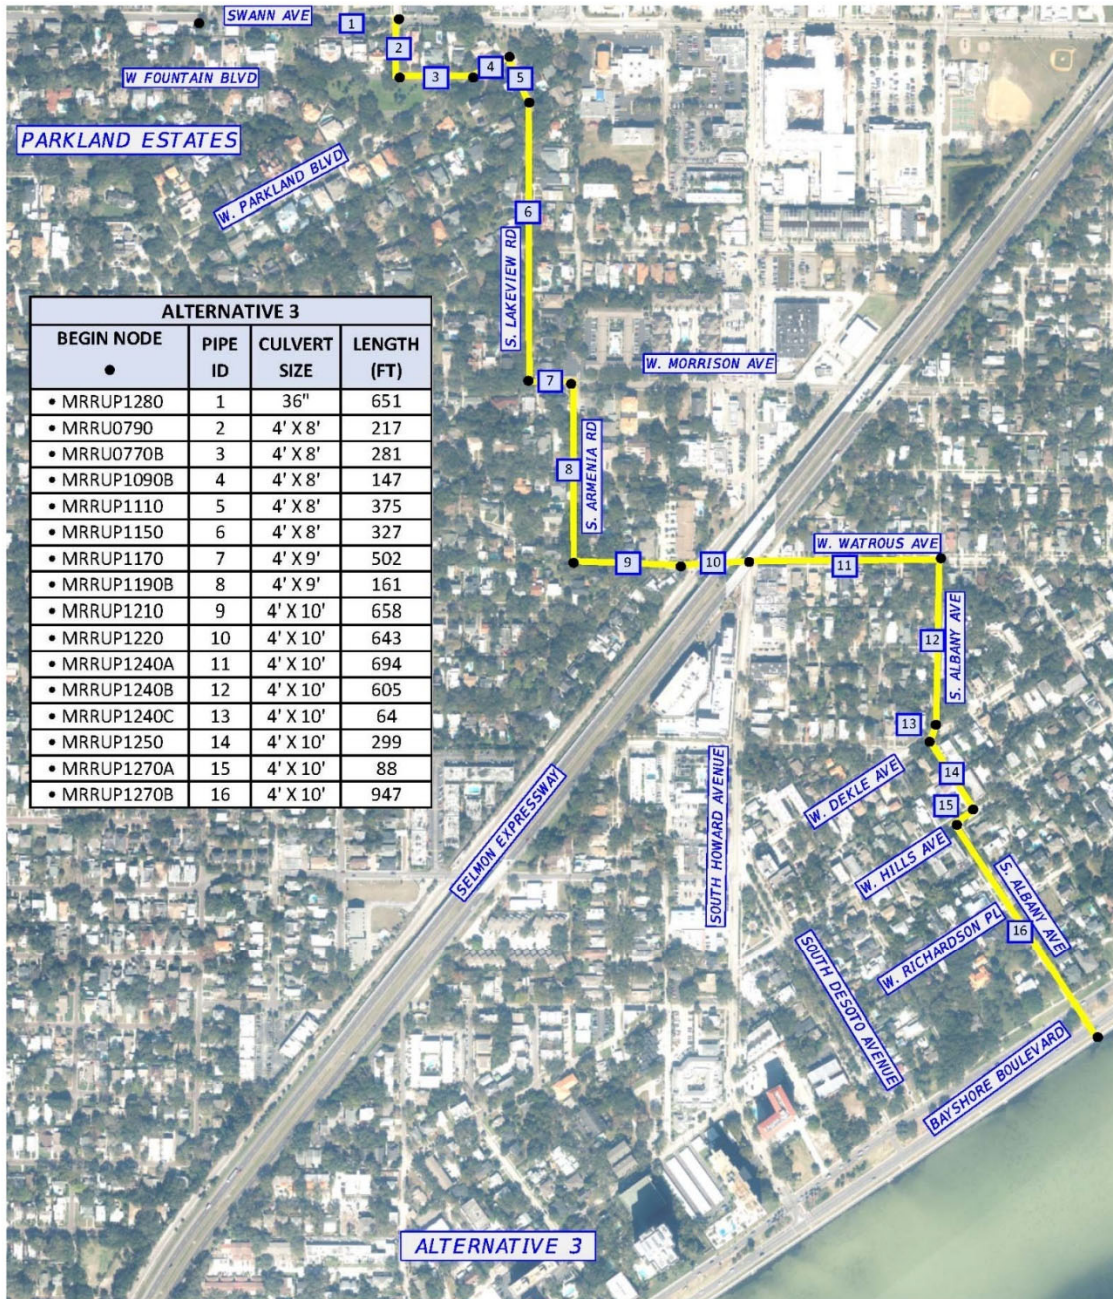 SWANN AVE
1
2
W FOUNTAIN BLVD
3
4
5
PARKLAND ESTATES
W. PARKLAND BLVD
6
S. LAKEVIEW RD
ALTERNATIVE 3
BEGIN NODE PIPE ID CULVERT SIZE LENGTH (FT)
•
• MRRUP1280 1 36" 651
• MRRU0790 2 4' X 8' 217
• MRRU0770B 3 4' X 8' 281
• MRRUP1090B 4 4' X 8' 147
• MRRUP1110 5 4' X 8' 375
• MRRUP1150 6 4' X 8' 327
• MRRUP1170 7 4' X 9' 502
• MRRUP1190B 8 4' X 9' 161
• MRRUP1210 9 4' X 10' 658
• MRRUP1220 10 4' X 10' 643
• MRRUP1240A 11 4' X 10' 694
• MRRUP1240B 12 4' X 10' 605
• MRRUP1240C 13 4' X 10' 64
• MRRUP1250 14 4' X 10' 299
• MRRUP1270A 15 4' X 10' 88
• MRRUP1270B 16 4' X 10' 947
W. MORRISON AVE
7
8
S. ARMENIA RD
9
10
W. WATROUS AVE
11
12
S. ALBANY AVE
13
14
W. DEKLE AVE
15
W. HILLS AVE
S. ALBANY AVE
16
W. RICHARDSON PL
SELMON EXPRESSWAY
SOUTH HOWARD AVENUE
SOUTH DESOTO AVENUE
BAYSHORE BOULEVARD
ALTERNATIVE 3